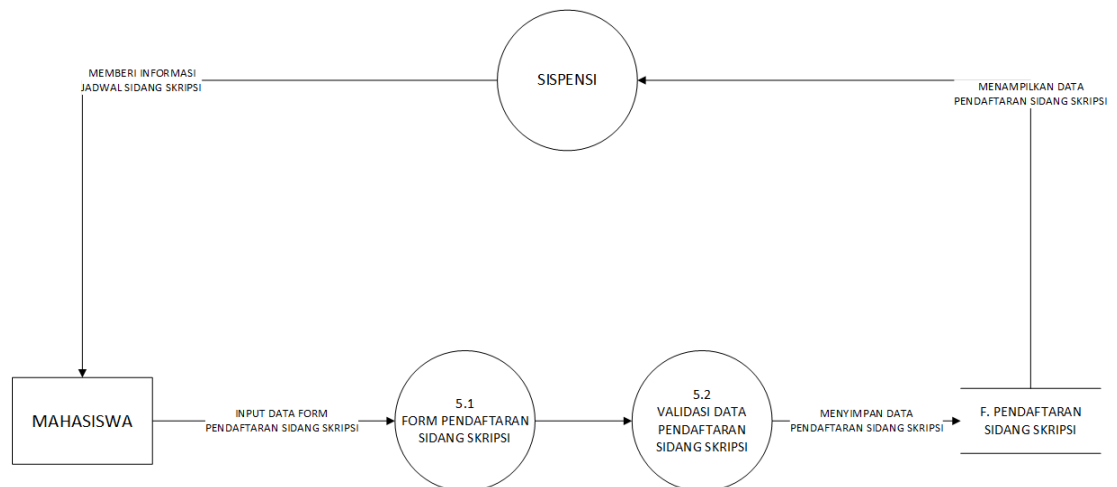 SISPENSI
MEMBERI INFORMASI
JADWAL SIDANG SKRIPSI
MENAMPILKAN DATA
PENDAFTARAN SIDANG SKRIPSI
MAHASISWA
INPUT DATA FORM
PENDAFTARAN SIDANG SKRIPSI
5.1
FORM PENDAFTARAN
SIDANG SKRIPSI
5.2
VALIDASI DATA
PENDAFTARAN
SIDANG SKRIPSI
MENYIMPAN DATA
PENDAFTARAN SIDANG SKRIPSI
F. PENDAFTARAN
SIDANG SKRIPSI